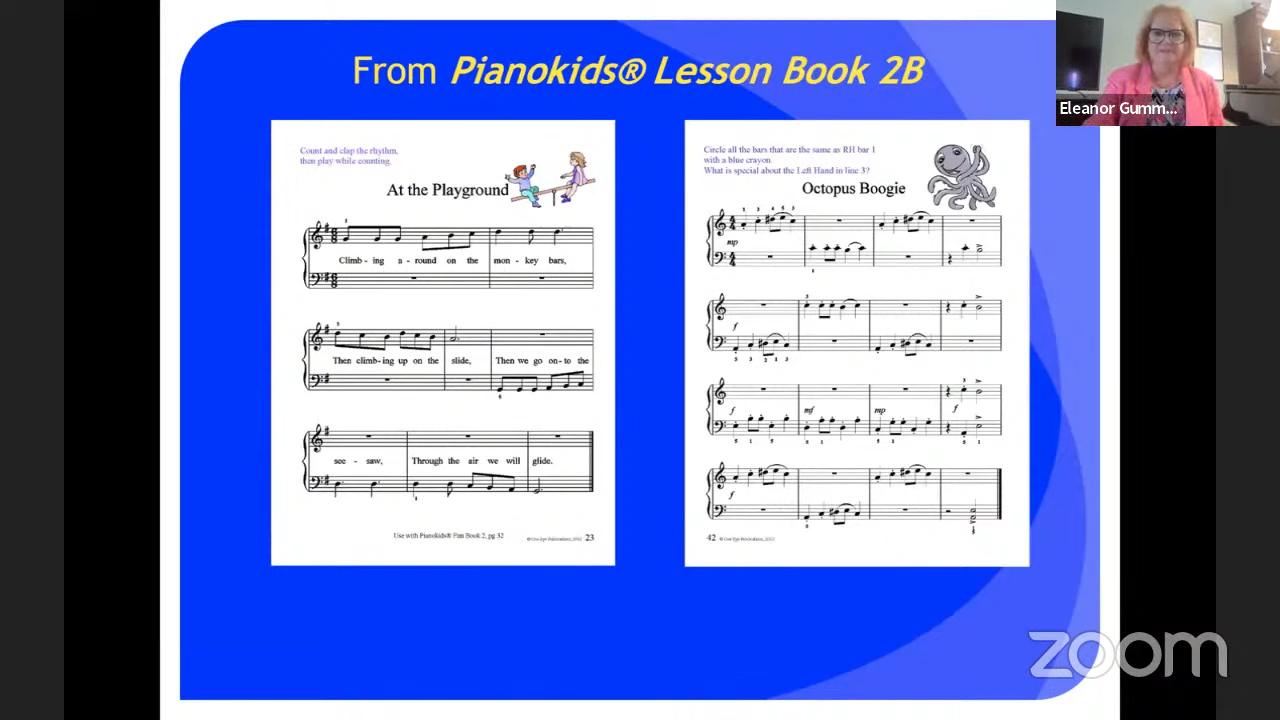 From Pianokids® Lesson Book 2B
Eleanor Gumm...
Count and clap the rhythm,
then play while counting.
At the Playground
Climb - ing a - round on the mon - key bars,
Then climb - ing up on the slide, Then we go on - to the
see - saw, Through the air we will glide.
Use with Pianokids® Fun Book 2, pg 32
23
Circle all the bars that are the same as RH bar 1
with a blue crayon.
What is special about the Left Hand in line 3?
Octopus Boogie
mp
f
f mf mp f
f
42
zoom